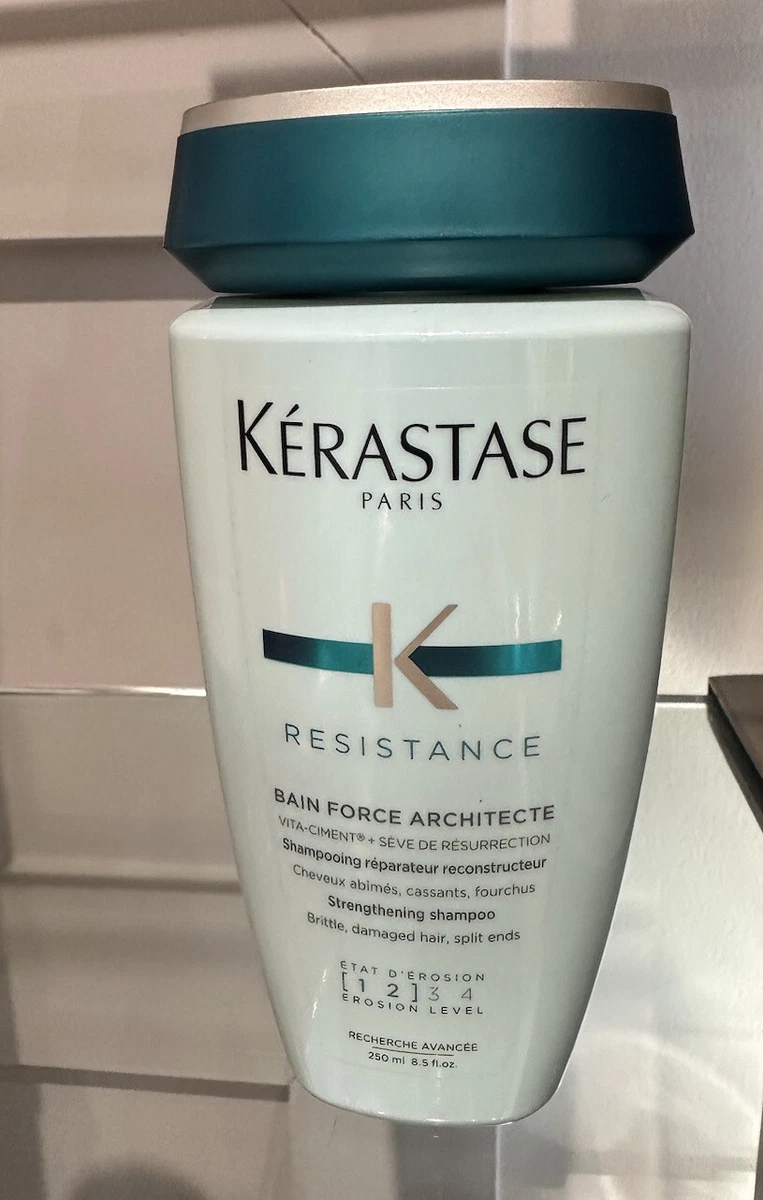 KÉRASTASE
PARIS
K
RESISTANCE
BAIN FORCE ARCHITECTE
VITA-CIMENT® + SÈVE DE RÉSURRECTION
Shampooing réparateur reconstructeur
Cheveux abîmés, cassants, fourchus
Strengthening shampoo
Brittle, damaged hair, split ends
ÉTAT D'ÉROSION
[1 2] 3 4
EROSION LEVEL
RECHERCHE AVANCÉE
250 ml 8.5 fl.oz.